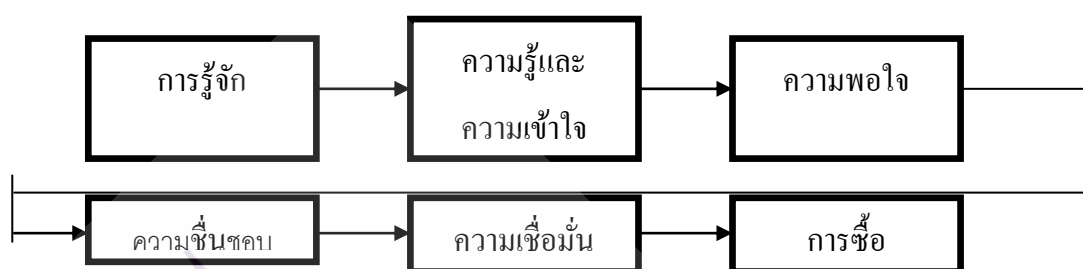 การรู้จัก
ความรู้และ
ความเข้าใจ
ความพอใจ
ความชื่นชคบ
ความเชื่อมั่น
การซื้อ